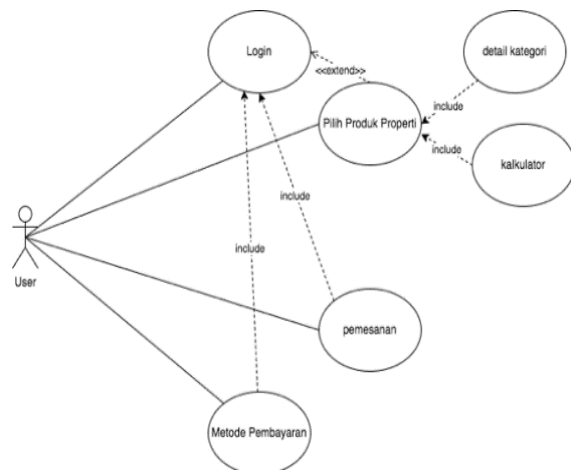 Login
detail kategori
<<extend>>
include
Pilih Produk Properti
include
kalkulator
include
include
User
pemesanan
Metode Pembayaran